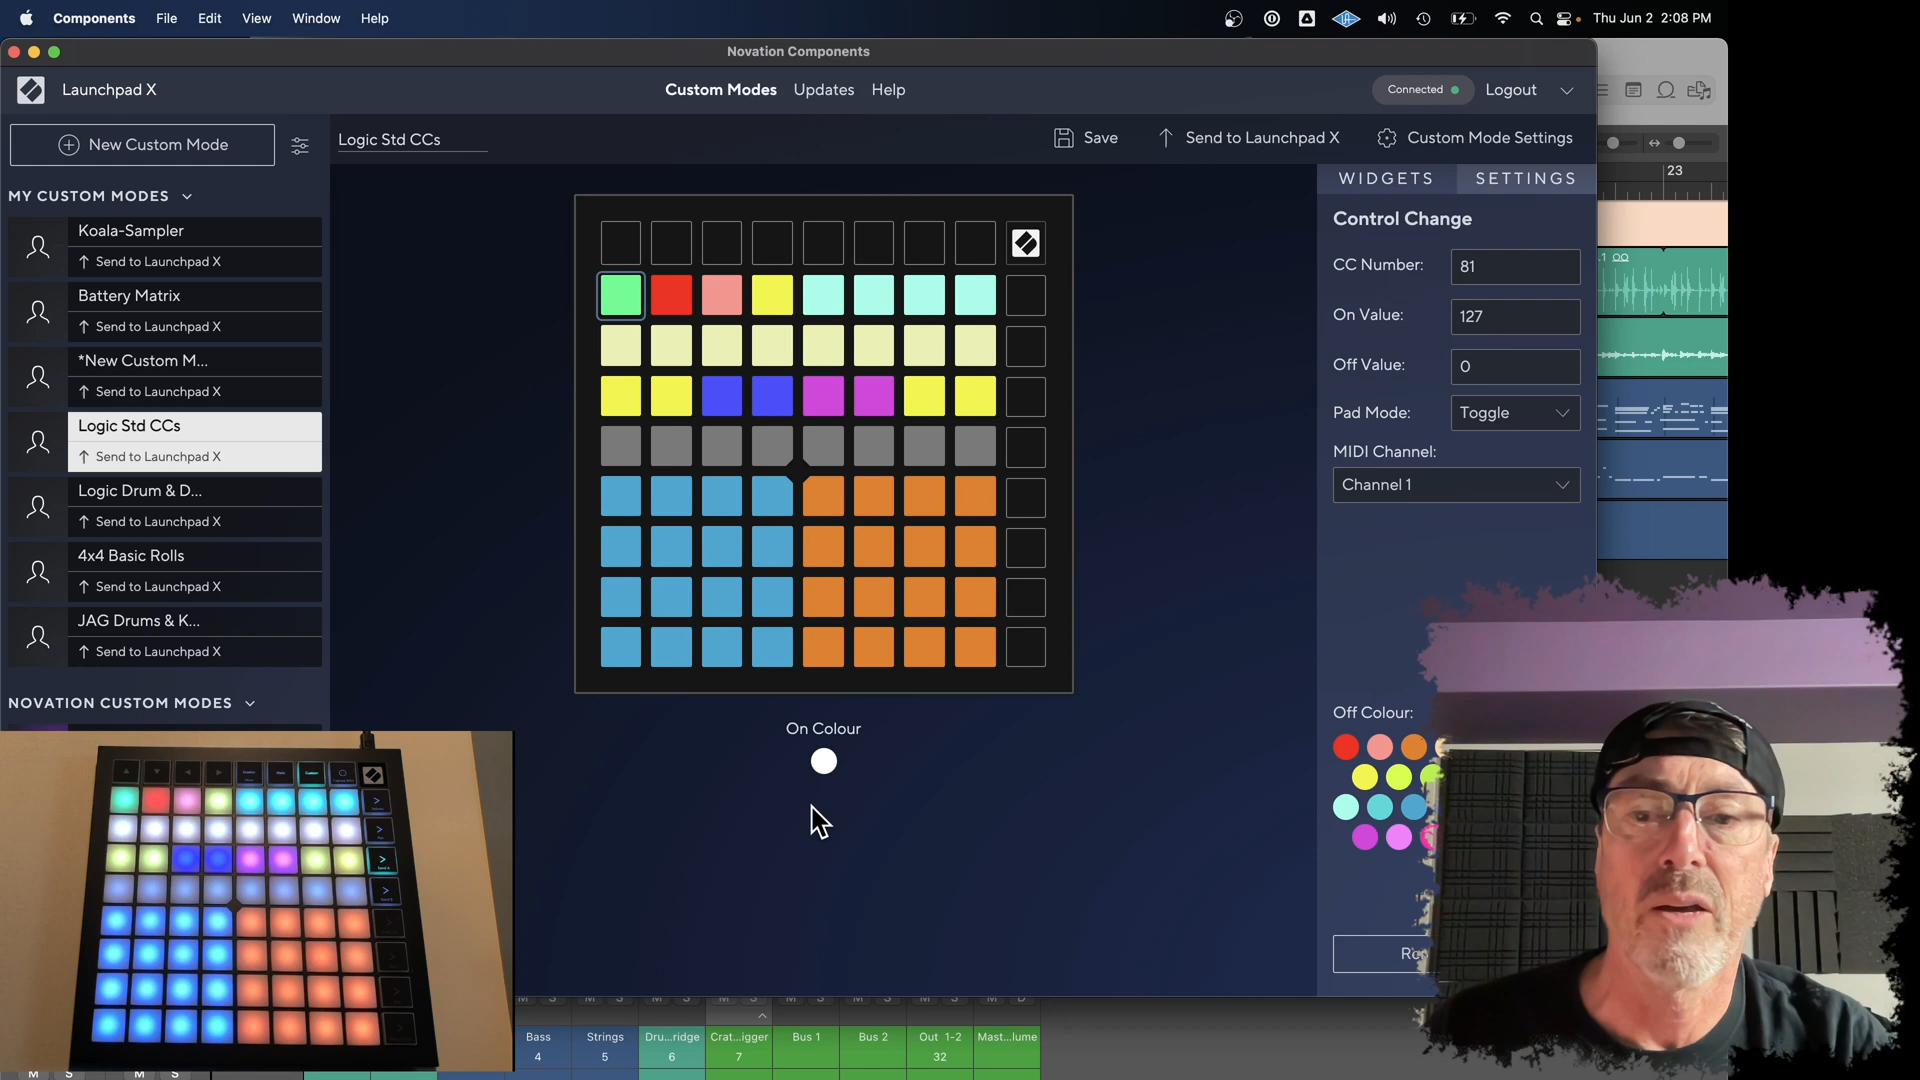 Components File Edit View Window Help
Thu Jun 2 2:08 PM
Novation Components
Launchpad X
Custom Modes Updates Help
Connected
Logout
New Custom Mode
Logic Std CCs
Save
Send to Launchpad X
Custom Mode Settings
MY CUSTOM MODES
Koala-Sampler
Send to Launchpad X
Battery Matrix
Send to Launchpad X
*New Custom M...
Send to Launchpad X
Logic Std CCs
Send to Launchpad X
Logic Drum & D...
Send to Launchpad X
4x4 Basic Rolls
Send to Launchpad X
JAG Drums & K...
Send to Launchpad X
NOVATION CUSTOM MODES
WIDGETS SETTINGS
Control Change
CC Number: 81
On Value: 127
Off Value: 0
Pad Mode: Toggle
MIDI Channel:
Channel 1
On Colour
Off Colour:
23
Bass
4
Strings
5
Dru...ridge
6
Crat...igger
7
Bus 1
Bus 2
Out 1-2
32
Mast...lume
M S M S